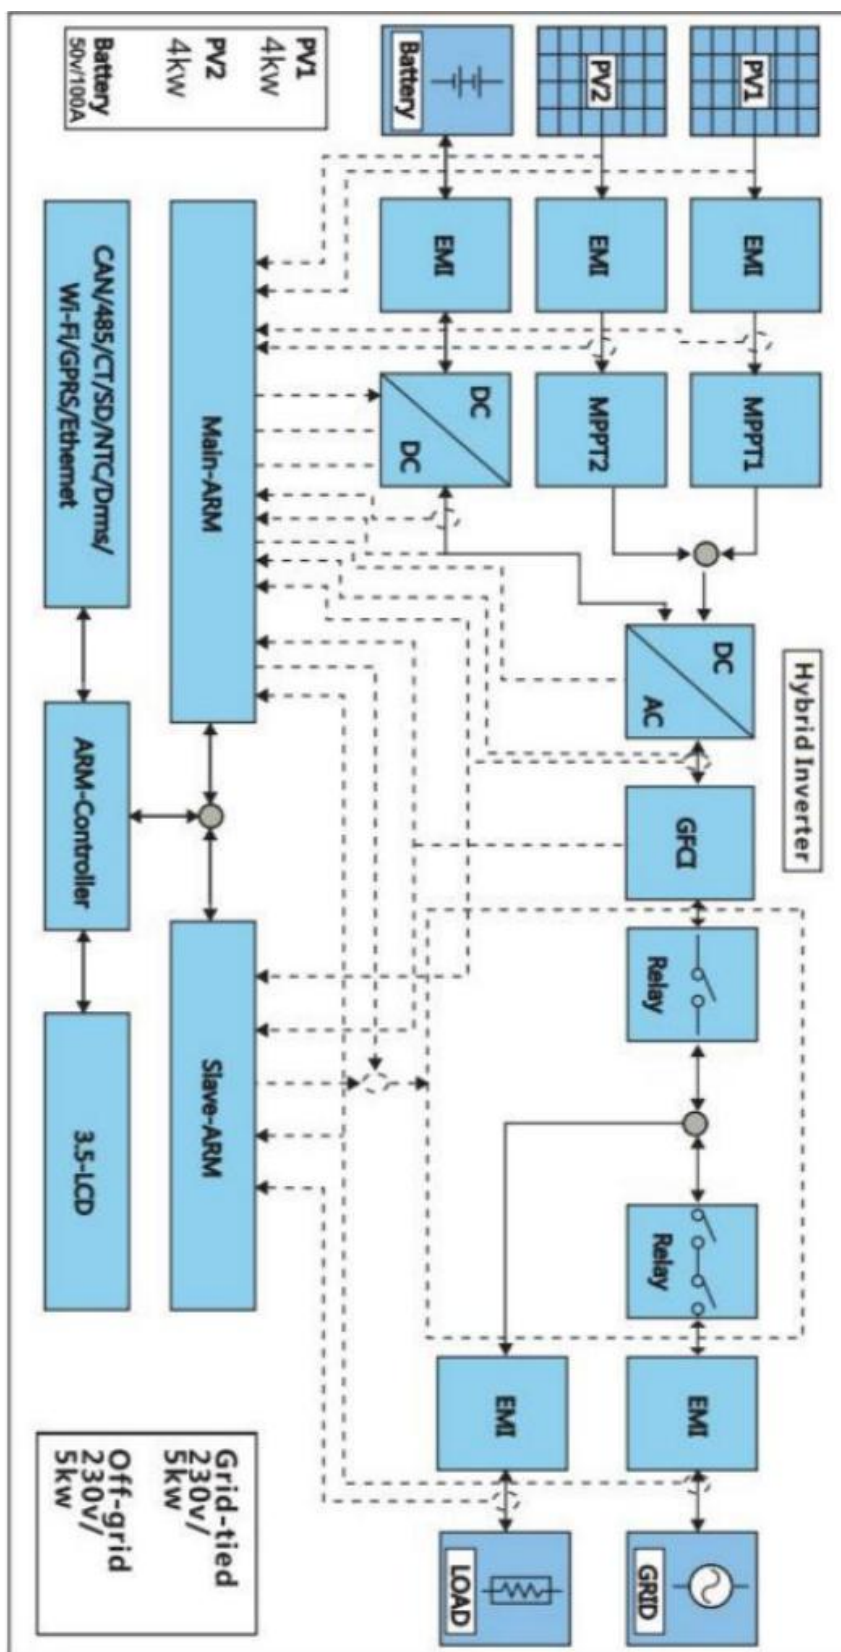 Hybrid Inverter
PV1
EMI
MPPT1
PV2
EMI
MPPT2
DC
AC
GFCI
Relay
Relay
EMI
GRID
Battery
EMI
DC
DC
EMI
LOAD
Main-ARM
Slave-ARM
CAN/485/CT/SD/NTC/Drms/
Wi-Fi/GPRS/Ethernet
ARM-Controller
3.5-LCD
PV1
4kw
PV2
4kw
Battery
50v/100A
Grid-tied
230v/
5kw
Off-grid
230v/
5kw